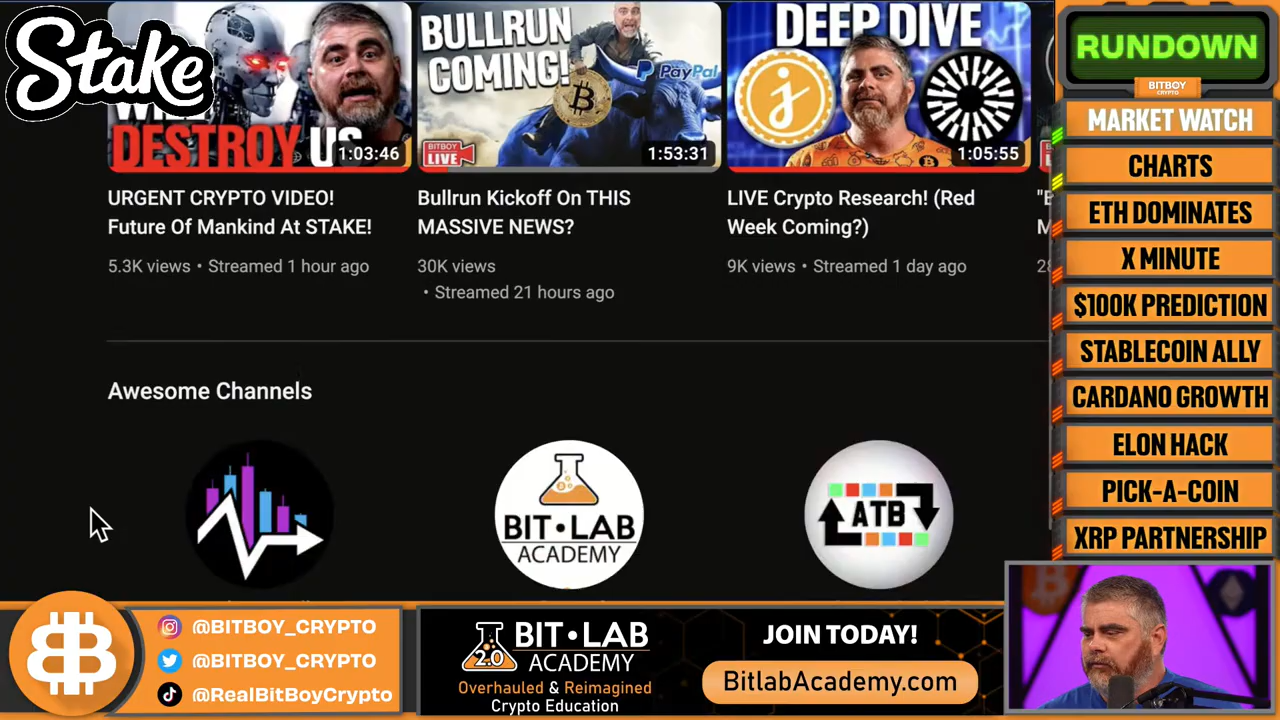 Stake
WILL
DESTROY US
1:03:46
BULLRUN
COMING!
PayPal
BITBOY
LIVE
1:53:31
DEEP DIVE
1:05:55
URGENT CRYPTO VIDEO!
Future Of Mankind At STAKE!
5.3K views • Streamed 1 hour ago
Bullrun Kickoff On THIS
MASSIVE NEWS?
30K views
• Streamed 21 hours ago
LIVE Crypto Research! (Red
Week Coming?)
9K views • Streamed 1 day ago
Awesome Channels
BIT•LAB
ACADEMY
ATB
RUNDOWN
BITBOY
CRYPTO
MARKET WATCH
CHARTS
ETH DOMINATES
X MINUTE
$100K PREDICTION
STABLECOIN ALLY
CARDANO GROWTH
ELON HACK
PICK-A-COIN
XRP PARTNERSHIP
@BITBOY_CRYPTO
@BITBOY_CRYPTO
@RealBitBoyCrypto
2.0
BIT•LAB
ACADEMY
Overhauled & Reimagined
Crypto Education
JOIN TODAY!
BitlabAcademy.com